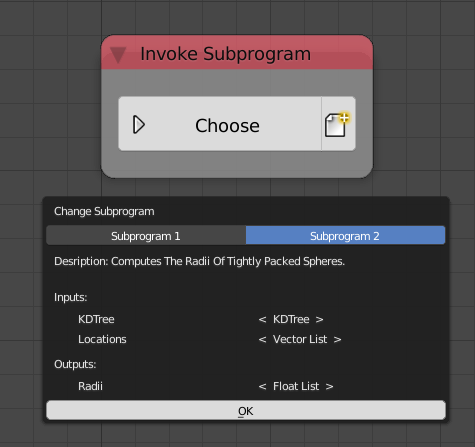 Invoke Subprogram
Choose
Change Subprogram
Subprogram 1 Subprogram 2
Desription: Computes The Radii Of Tightly Packed Spheres.
Inputs:
KDTree < KDTree >
Locations < Vector List >
Outputs:
Radii < Float List >
OK